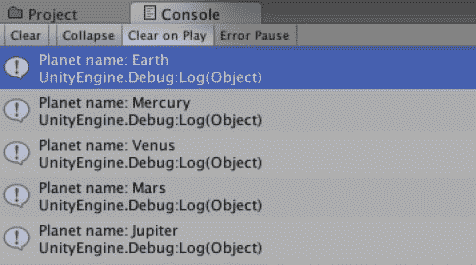 Project
Console
Clear
Collapse
Clear on Play
Error Pause
Planet name: Earth
UnityEngine.Debug:Log(Object)
Planet name: Mercury
UnityEngine.Debug:Log(Object)
Planet name: Venus
UnityEngine.Debug:Log(Object)
Planet name: Mars
UnityEngine.Debug:Log(Object)
Planet name: Jupiter
UnityEngine.Debug:Log(Object)